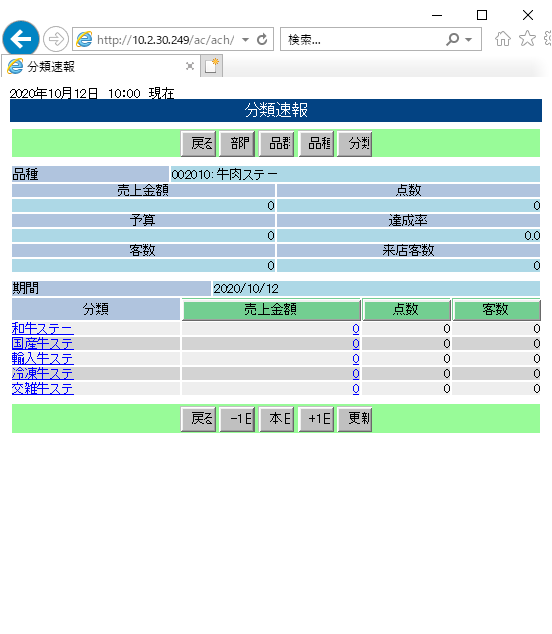 http://10.2.30.249/ac/ach/
検索...
分類速報
2020年10月12日 10:00 現在
分類速報
戻る 部門 品群 品種 分類
品種 002010: 牛肉ステー
売上金額 点数
0 0
予算 達成率
0 0.0
客数 来店客数
0 0
期間 2020/10/12
分類 売上金額 点数 客数
和牛ステー 0 0 0
国産牛ステ 0 0 0
輸入牛ステ 0 0 0
冷凍牛ステ 0 0 0
交雑牛ステ 0 0 0
戻る -1日 本日 +1日 更新